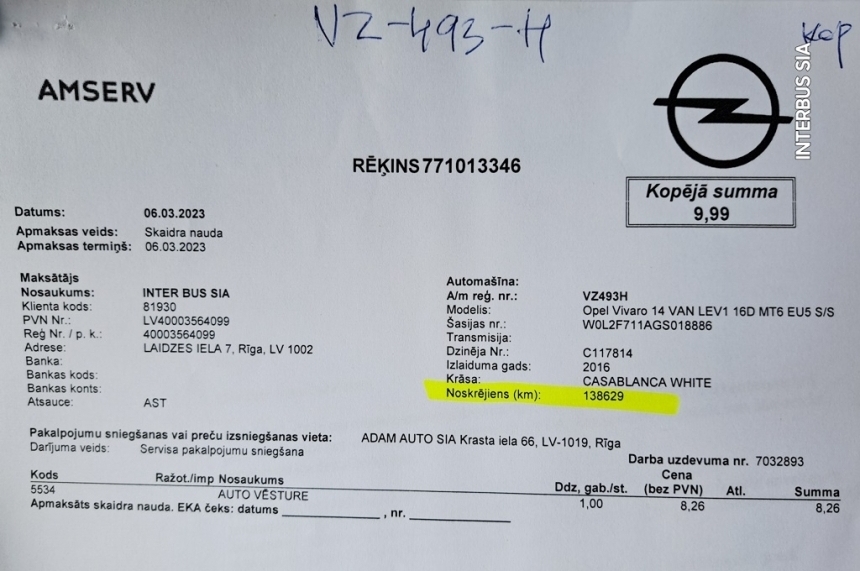 VZ-493-H
Kop
AMSERV
INTERBUS SIA
RĒĶINS 771013346
Kopējā summa
9,99
Datums: 06.03.2023
Apmaksas veids: Skaidra nauda
Apmaksas termiņš: 06.03.2023
Maksātājs
Nosaukums: INTER BUS SIA
Klienta kods: 81930
PVN Nr.: LV40003564099
Reģ Nr. / p. k.: 40003564099
Adrese: LAIDZES IELA 7, Rīga, LV 1002
Banka:
Bankas kods:
Bankas konts:
Atsauce: AST
Automašīna:
A/m reģ. nr.: VZ493H
Modelis: Opel Vivaro 14 VAN LEV1 16D MT6 EU5 S/S
Šasijas nr.: W0L2F711AGS018886
Transmisija:
Dzinēja Nr.: C117814
Izlaiduma gads: 2016
Krāsa: CASABLANCA WHITE
Noskrējiens (km): 138629
Pakalpojumu sniegšanas vai preču izsniegšanas vieta: ADAM AUTO SIA Krasta iela 66, LV-1019, Rīga
Darījuma veids: Servisa pakalpojumu sniegšana
Darba uzdevuma nr. 7032893
Kods Ražot./imp Nosaukums Ddz, gab./st. Cena (bez PVN) Atl. Summa
5534 AUTO VĒSTURE 1,00 8,26 8,26
Apmaksāts skaidra nauda. EKA čeks: datums ____________, nr. ____________